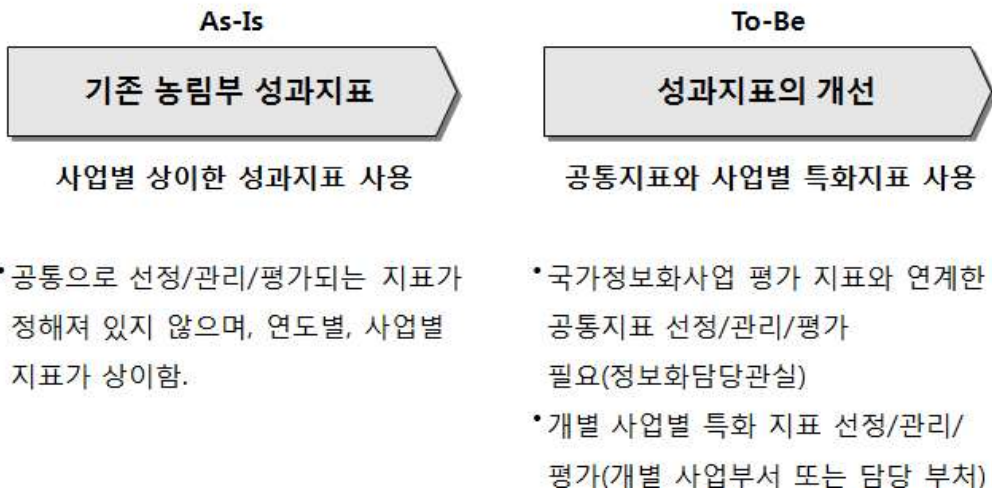 As-Is
기존 농림부 성과지표
사업별 상이한 성과지표 사용
•공통으로 선정/관리/평가되는 지표가
정해져 있지 않으며, 연도별, 사업별
지표가 상이함.
To-Be
성과지표의 개선
공통지표와 사업별 특화지표 사용
•국가정보화사업 평가 지표와 연계한
공통지표 선정/관리/평가
필요(정보화담당관실)
•개별 사업별 특화 지표 선정/관리/
평가(개별 사업부서 또는 담당 부처)